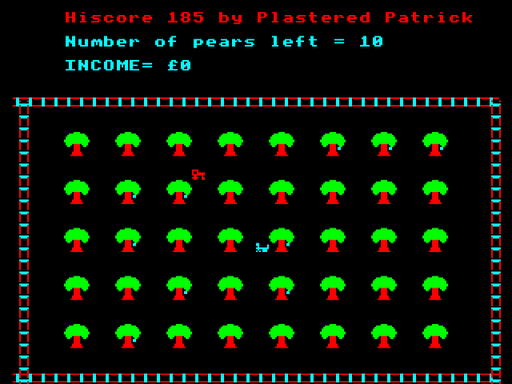 Hiscore 185 by Plastered Patrick
Number of pears left = 10
INCOME= £0